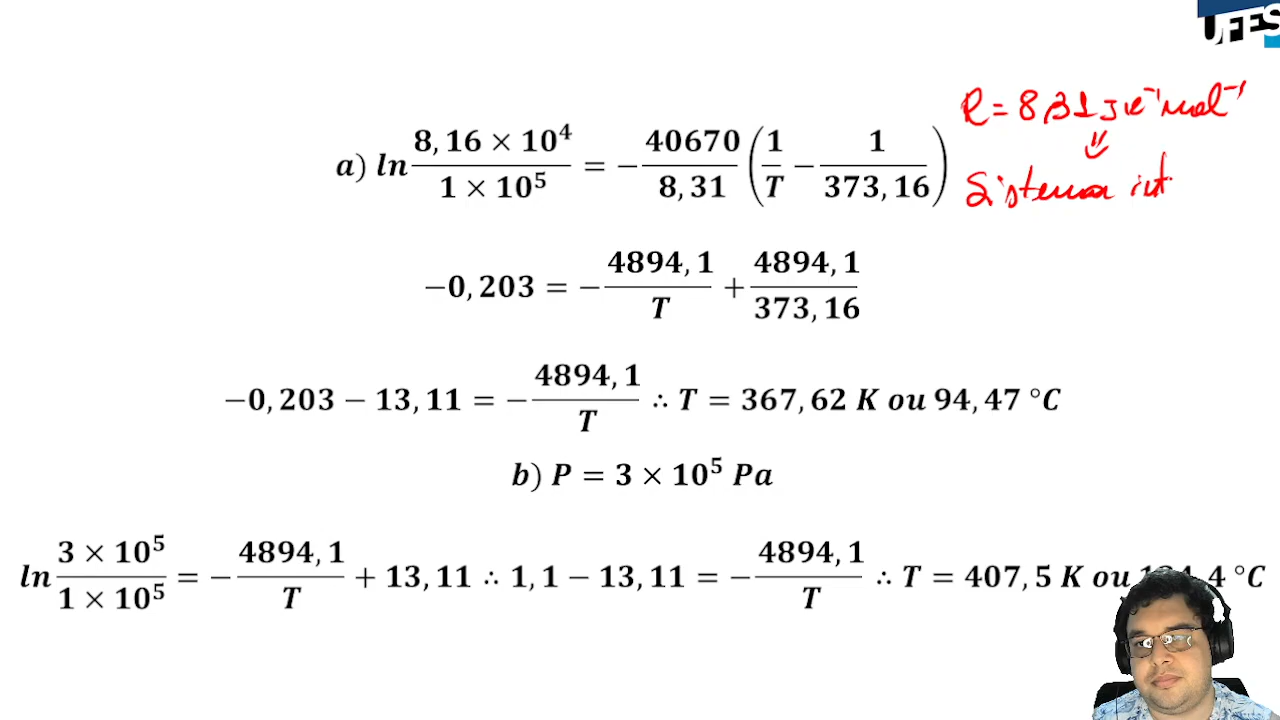 UFES
R = 8,31 J K⁻¹ mol⁻¹
a) ln (8,16 × 10⁴)/(1 × 10⁵) = − 40670/8,31 (1/T − 1/373,16)
Sistema int
−0,203 = − 4894,1/T + 4894,1/373,16
−0,203 − 13,11 = − 4894,1/T ∴ T = 367,62 K ou 94,47 °C
b) P = 3 × 10⁵ Pa
ln (3 × 10⁵)/(1 × 10⁵) = − 4894,1/T + 13,11 ∴ 1,1 − 13,11 = − 4894,1/T ∴ T = 407,5 K ou 4 °C